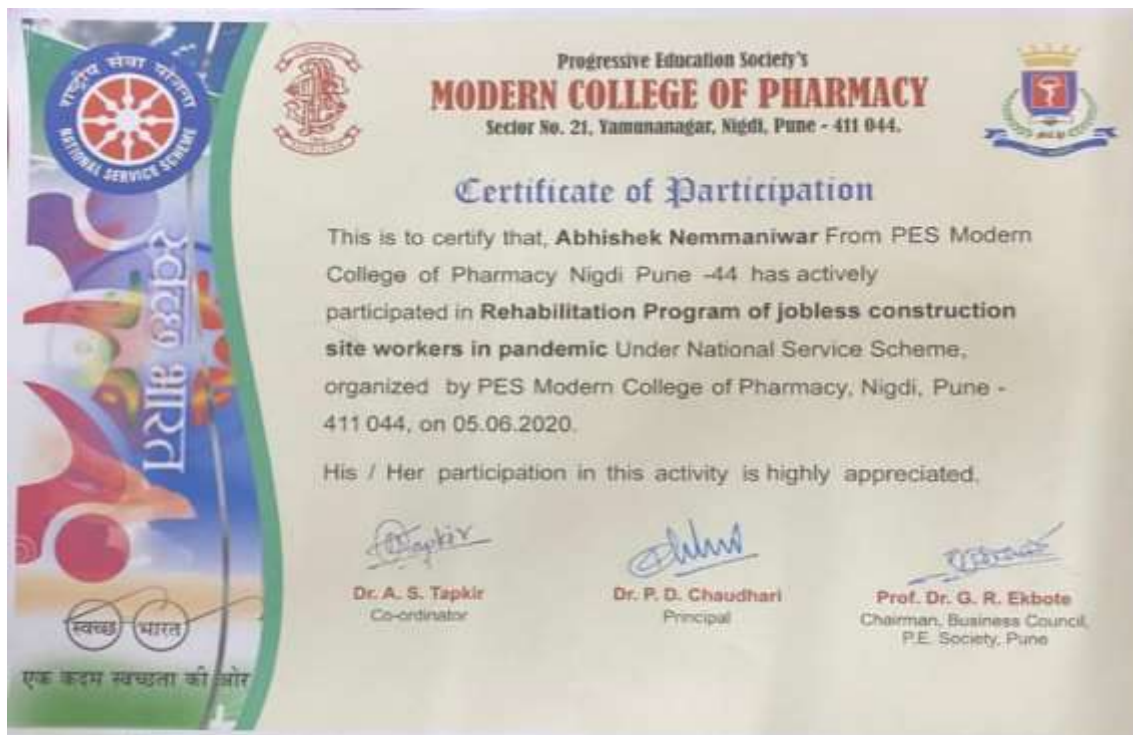 राष्ट्रीय सेवा योजना
NATIONAL SERVICE SCHEME
Progressive Education Society's
MODERN COLLEGE OF PHARMACY
Sector No. 21, Yamunanagar, Nigdi, Pune - 411 044.
Certificate of Participation
This is to certify that, Abhishek Nemmaniwar From PES Modern
College of Pharmacy Nigdi Pune -44 has actively
participated in Rehabilitation Program of jobless construction
site workers in pandemic Under National Service Scheme,
organized by PES Modern College of Pharmacy, Nigdi, Pune -
411 044, on 05.06.2020.
His / Her participation in this activity is highly appreciated.
स्वच्छ भारत
Tapkir
Dr. A. S. Tapkir
Co-ordinator
Dr. P. D. Chaudhari
Principal
Prof. Dr. G. R. Ekbote
Chairman, Business Council,
P.E. Society, Pune
स्वच्छ भारत
एक कदम स्वच्छता की ओर